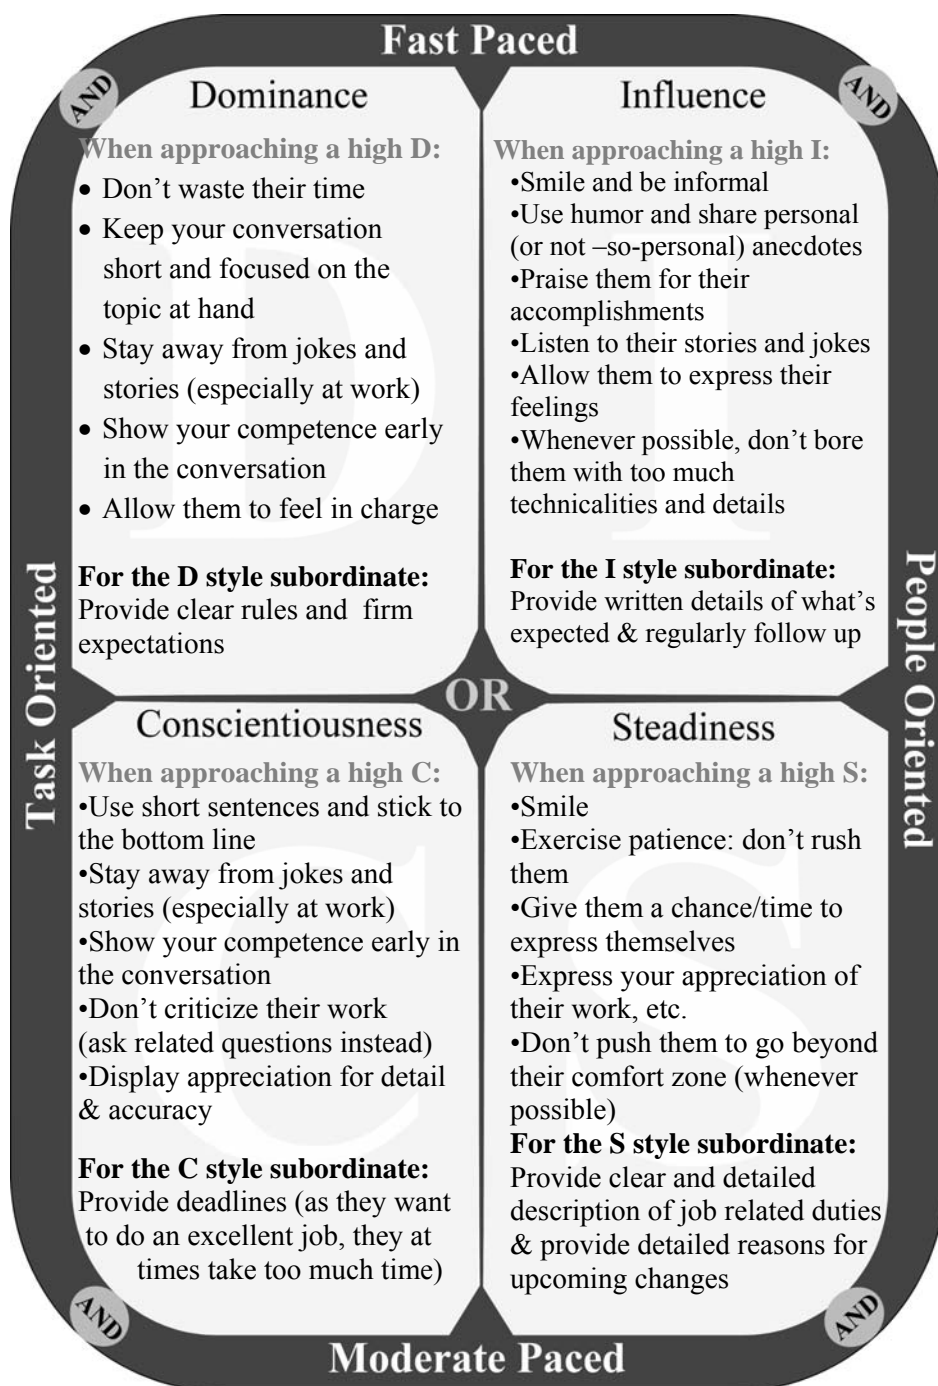 Fast Paced
AND
AND
Dominance
When approaching a high D:
• Don’t waste their time
• Keep your conversation
short and focused on the
topic at hand
• Stay away from jokes and
stories (especially at work)
• Show your competence early
in the conversation
• Allow them to feel in charge
For the D style subordinate:
Provide clear rules and firm
expectations
D
Influence
When approaching a high I:
•Smile and be informal
•Use humor and share personal
(or not –so-personal) anecdotes
•Praise them for their
accomplishments
•Listen to their stories and jokes
•Allow them to express their
feelings
•Whenever possible, don’t bore
them with too much
technicalities and details
For the I style subordinate:
Provide written details of what’s
expected & regularly follow up
I
Task Oriented
OR
People Oriented
Conscientiousness
When approaching a high C:
•Use short sentences and stick to
the bottom line
•Stay away from jokes and
stories (especially at work)
•Show your competence early in
the conversation
•Don’t criticize their work
(ask related questions instead)
•Display appreciation for detail
& accuracy
For the C style subordinate:
Provide deadlines (as they want
to do an excellent job, they at
times take too much time)
C
Steadiness
When approaching a high S:
•Smile
•Exercise patience: don’t rush
them
•Give them a chance/time to
express themselves
•Express your appreciation of
their work, etc.
•Don’t push them to go beyond
their comfort zone (whenever
possible)
For the S style subordinate:
Provide clear and detailed
description of job related duties
& provide detailed reasons for
upcoming changes
S
AND
AND
Moderate Paced